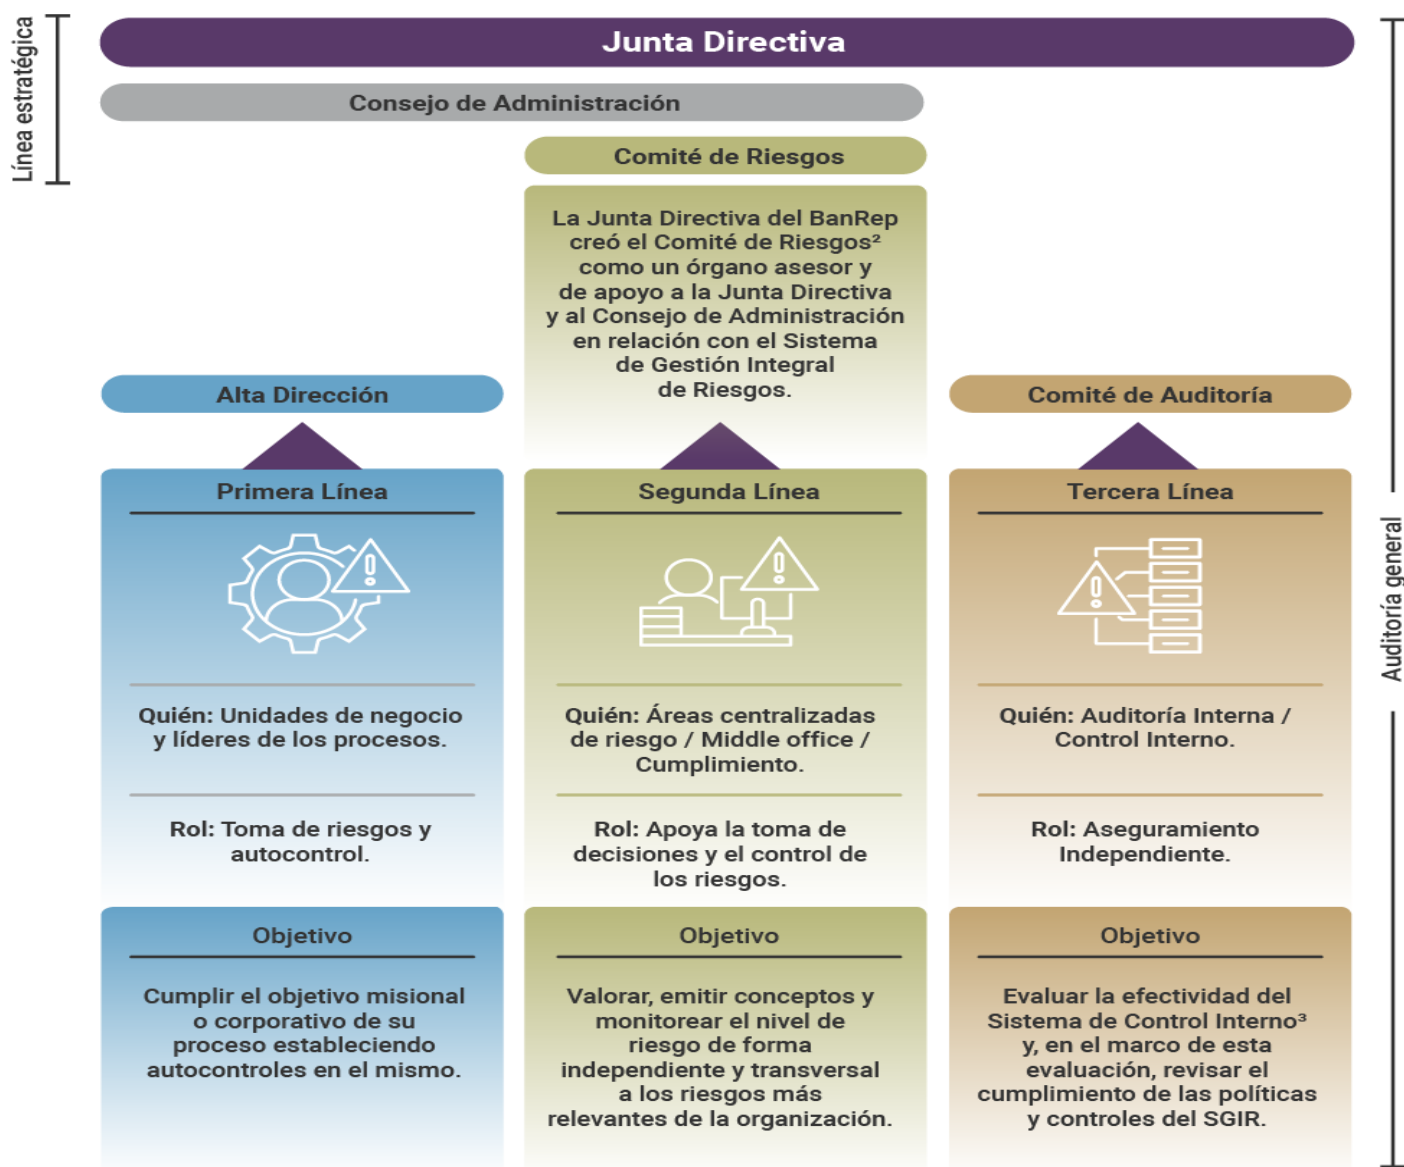 Línea estratégica
Junta Directiva
Consejo de Administración
Comité de Riesgos
La Junta Directiva del BanRep
creó el Comité de Riesgos²
como un órgano asesor y
de apoyo a la Junta Directiva
y al Consejo de Administración
en relación con el Sistema
de Gestión Integral
de Riesgos.
Alta Dirección
Comité de Auditoría
Primera Línea
Quién: Unidades de negocio
y líderes de los procesos.
Rol: Toma de riesgos y
autocontrol.
Objetivo
Cumplir el objetivo misional
o corporativo de su
proceso estableciendo
autocontroles en el mismo.
Segunda Línea
Quién: Áreas centralizadas
de riesgo / Middle office /
Cumplimiento.
Rol: Apoya la toma de
decisiones y el control de
los riesgos.
Objetivo
Valorar, emitir conceptos y
monitorear el nivel de
riesgo de forma
independiente y transversal
a los riesgos más
relevantes de la organización.
Tercera Línea
Quién: Auditoría Interna /
Control Interno.
Rol: Aseguramiento
Independiente.
Objetivo
Evaluar la efectividad del
Sistema de Control Interno³
y, en el marco de esta
evaluación, revisar el
cumplimiento de las políticas
y controles del SGIR.
Auditoría general